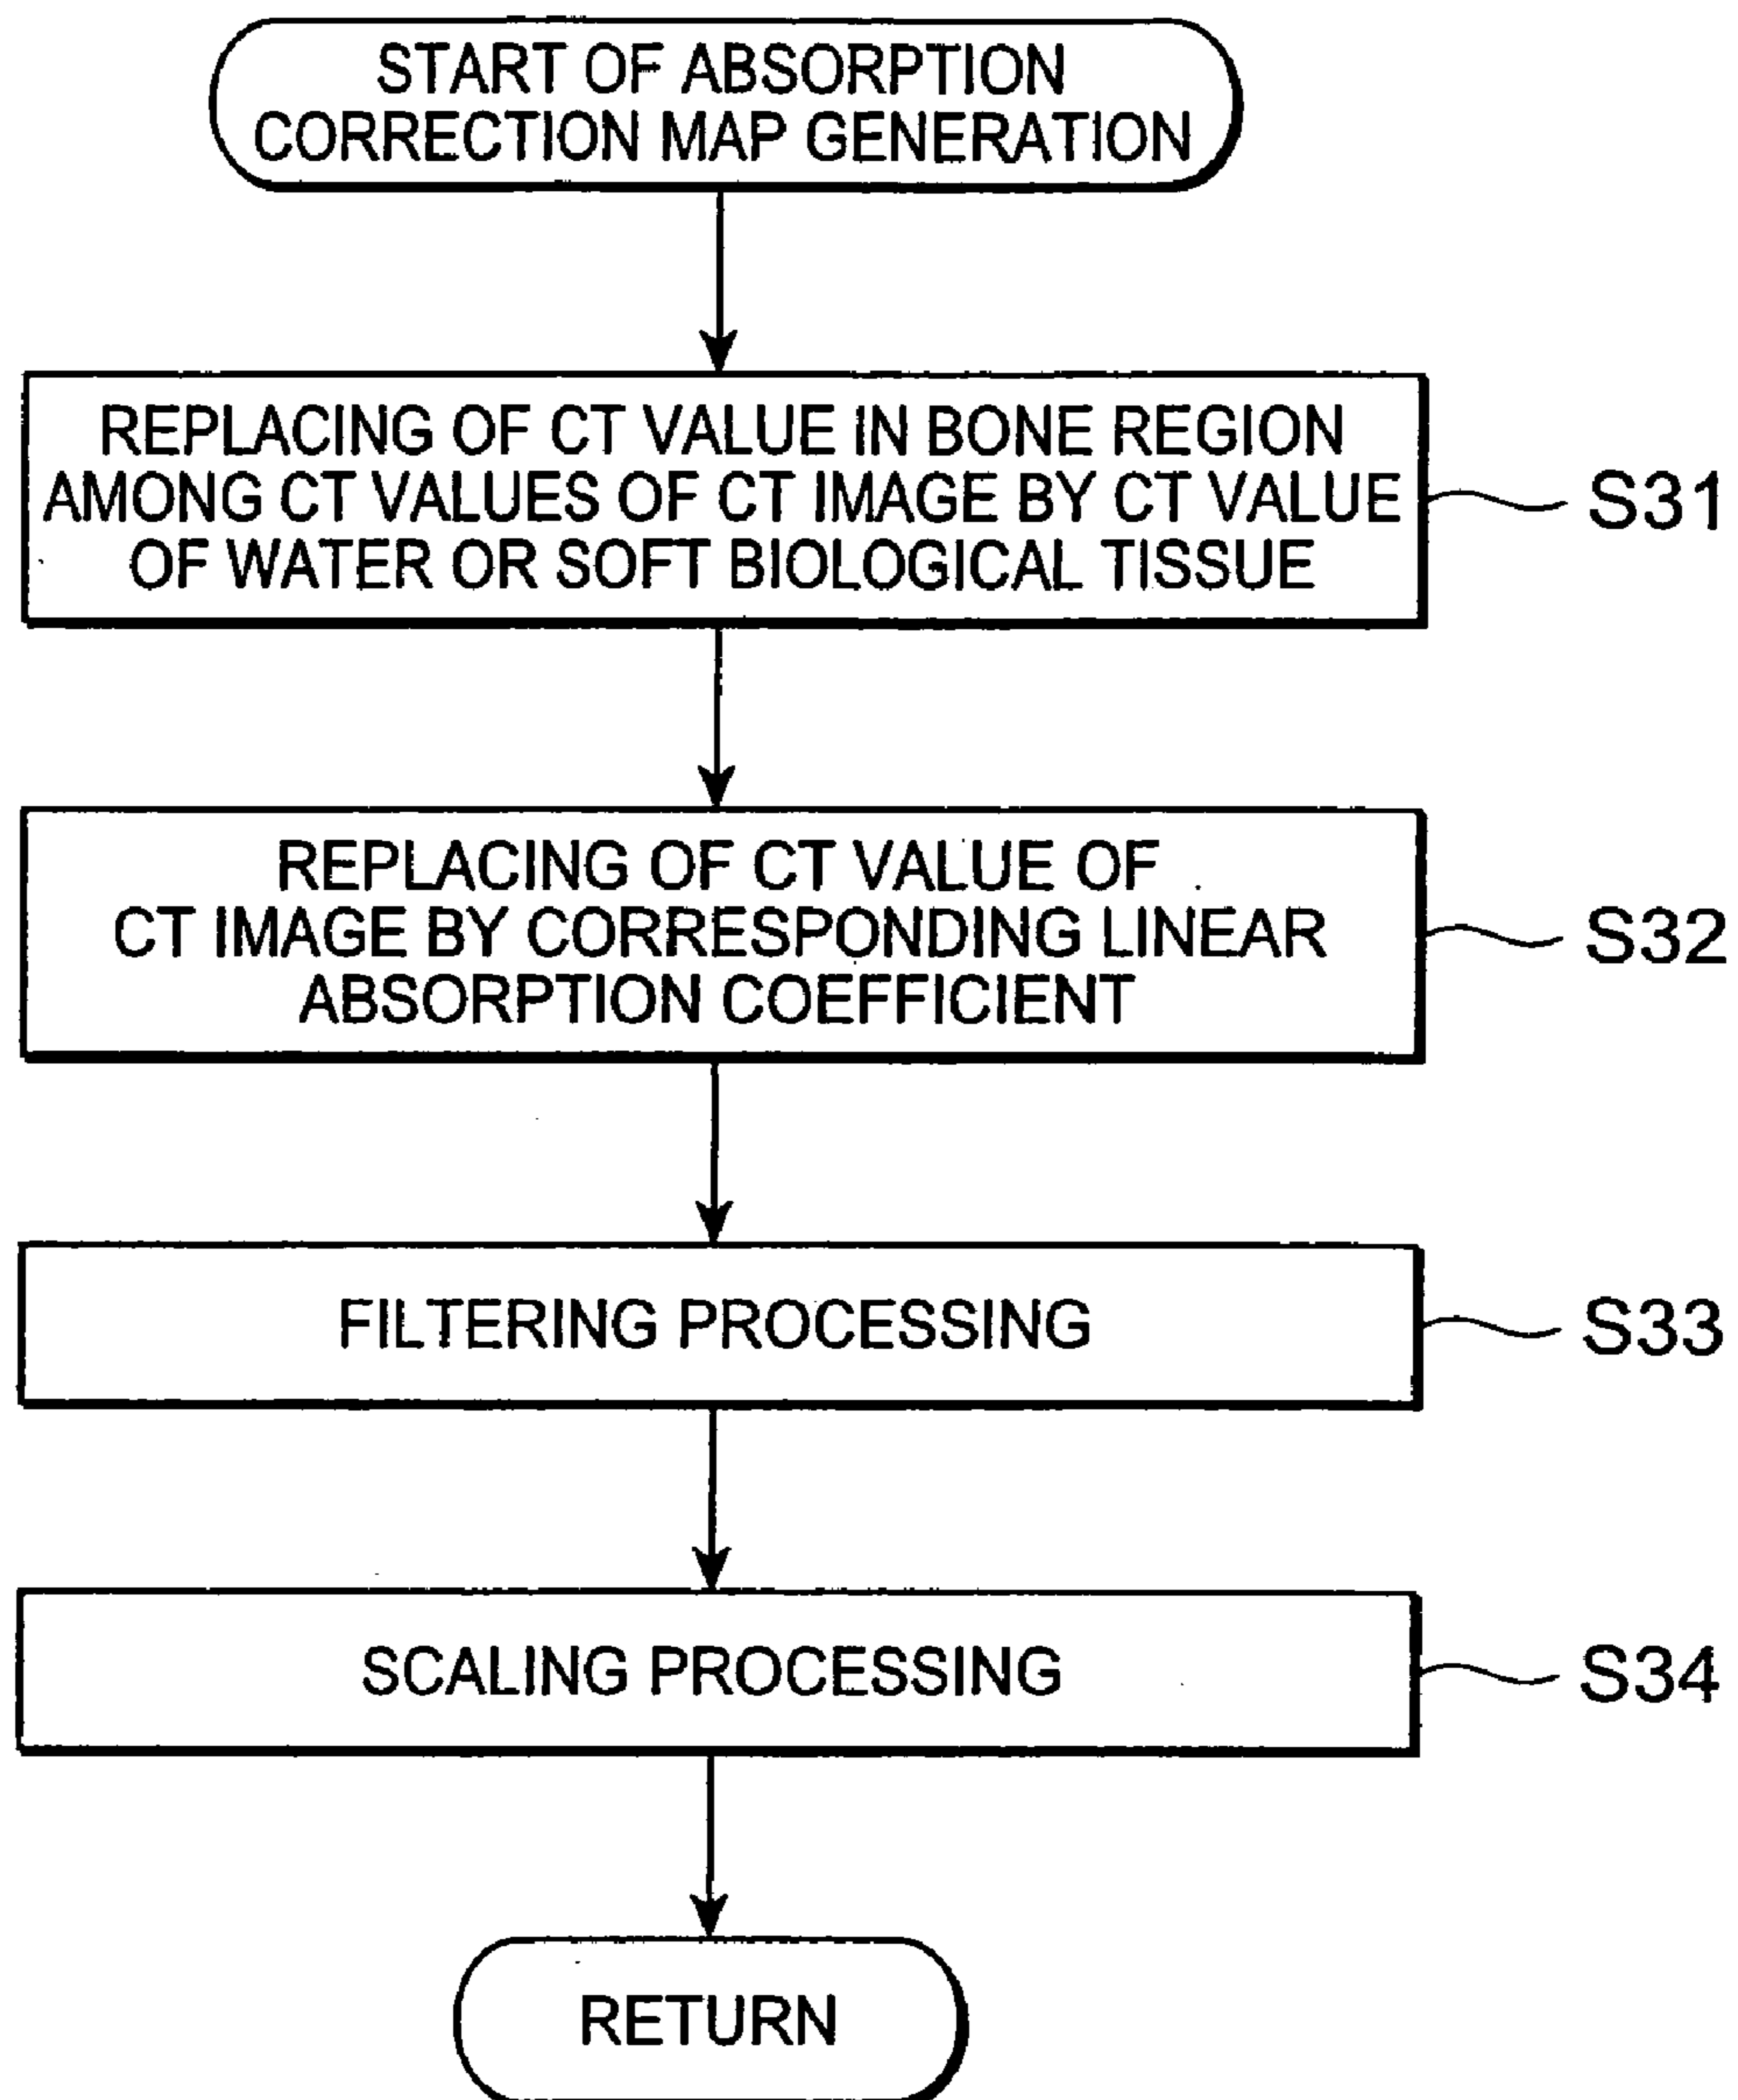 START OF ABSORPTION
CORRECTION MAP GENERATION
REPLACING OF CT VALUE IN BONE REGION
AMONG CT VALUES OF CT IMAGE BY CT VALUE
OF WATER OR SOFT BIOLOGICAL TISSUE
S31
REPLACING OF CT VALUE OF
CT IMAGE BY CORRESPONDING LINEAR
ABSORPTION COEFFICIENT
S32
FILTERING PROCESSING
S33
SCALING PROCESSING
S34
RETURN